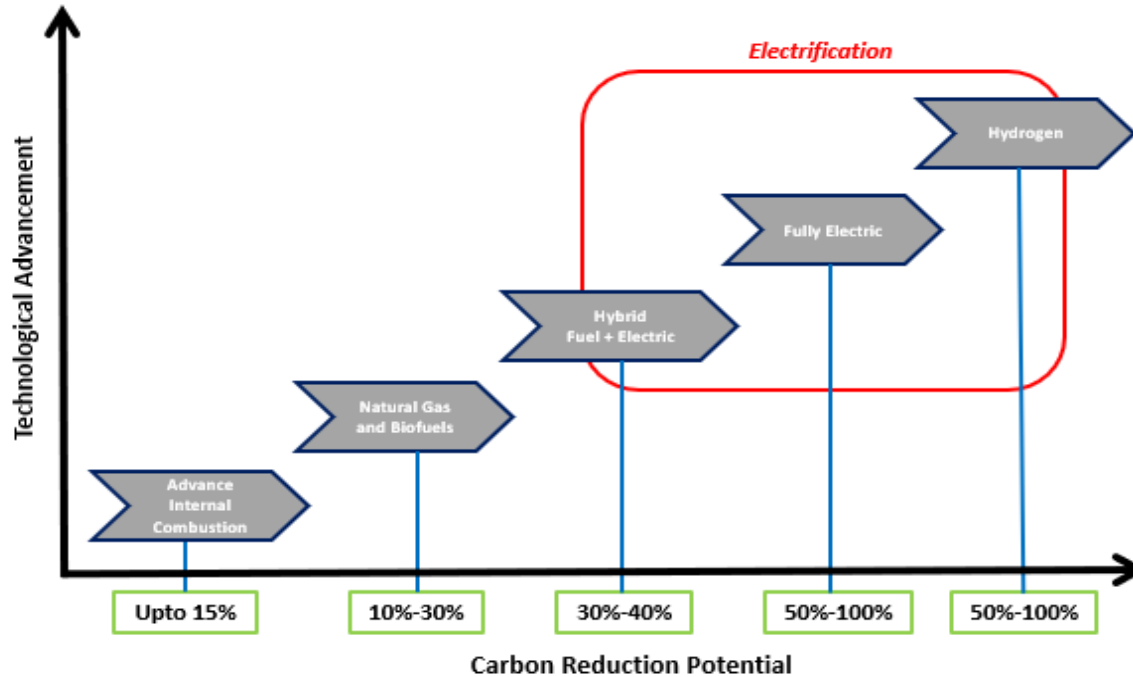 Electrification
Technological Advancement
Hydrogen
Fully Electric
Hybrid
Fuel + Electric
Natural Gas
and Biofuels
Advance
Internal
Combustion
Upto 15%
10%-30%
30%-40%
50%-100%
50%-100%
Carbon Reduction Potential